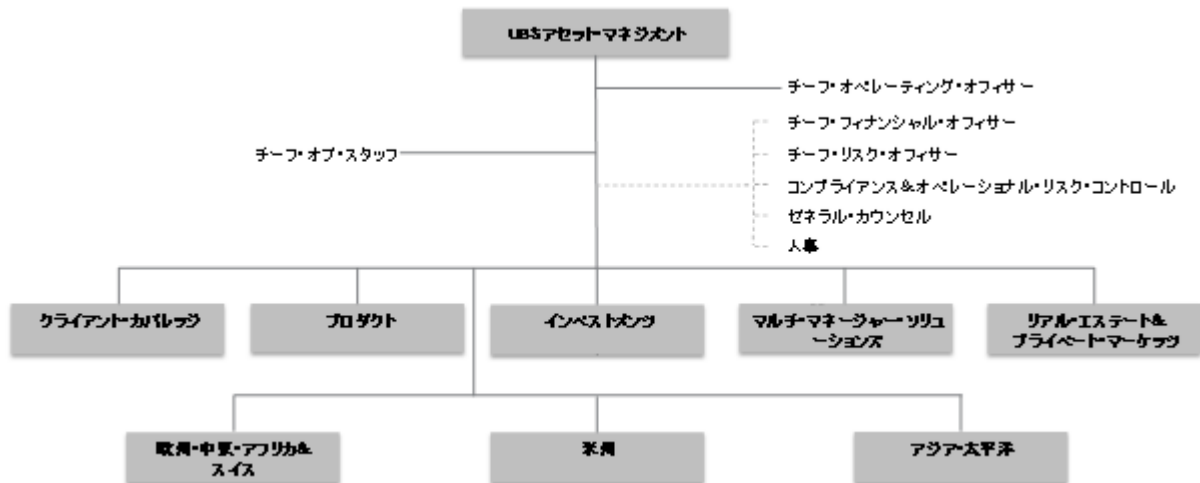 UBSアセット・マネジメント
チーフ・オペレーティング・オフィサー
チーフ・フィナンシャル・オフィサー
チーフ・オブ・スタッフ
チーフ・リスク・オフィサー
コンプライアンス&オペレーショナル・リスク・コントロール
ゼネラル・カウンセル
人事
クライアント・カバレッジ
プロダクト
インベストメンツ
マルチ・マネージャー・ソリュ
ーションズ
リアル・エステート&
プライベート・マーケッツ
欧州・中東・アフリカ&
スイス
米州
アジア・太平洋